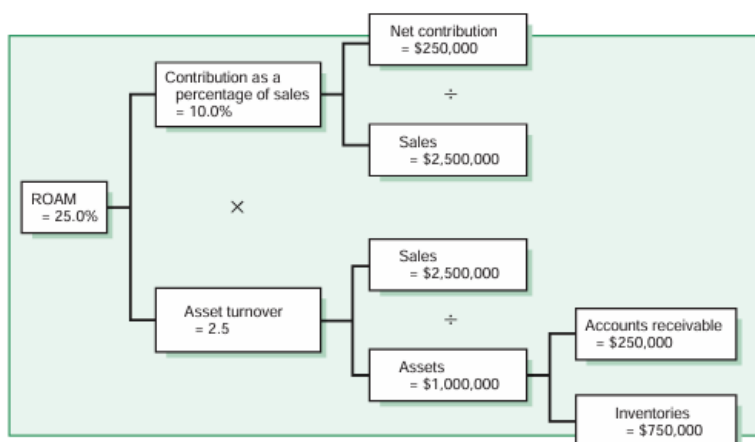 Net contribution
= $250,000
Contribution as a
percentage of sales
= 10.0%
÷
Sales
= $2,500,000
ROAM
= 25.0%
×
Sales
= $2,500,000
Asset turnover
= 2.5
÷
Accounts receivable
= $250,000
Assets
= $1,000,000
Inventories
= $750,000